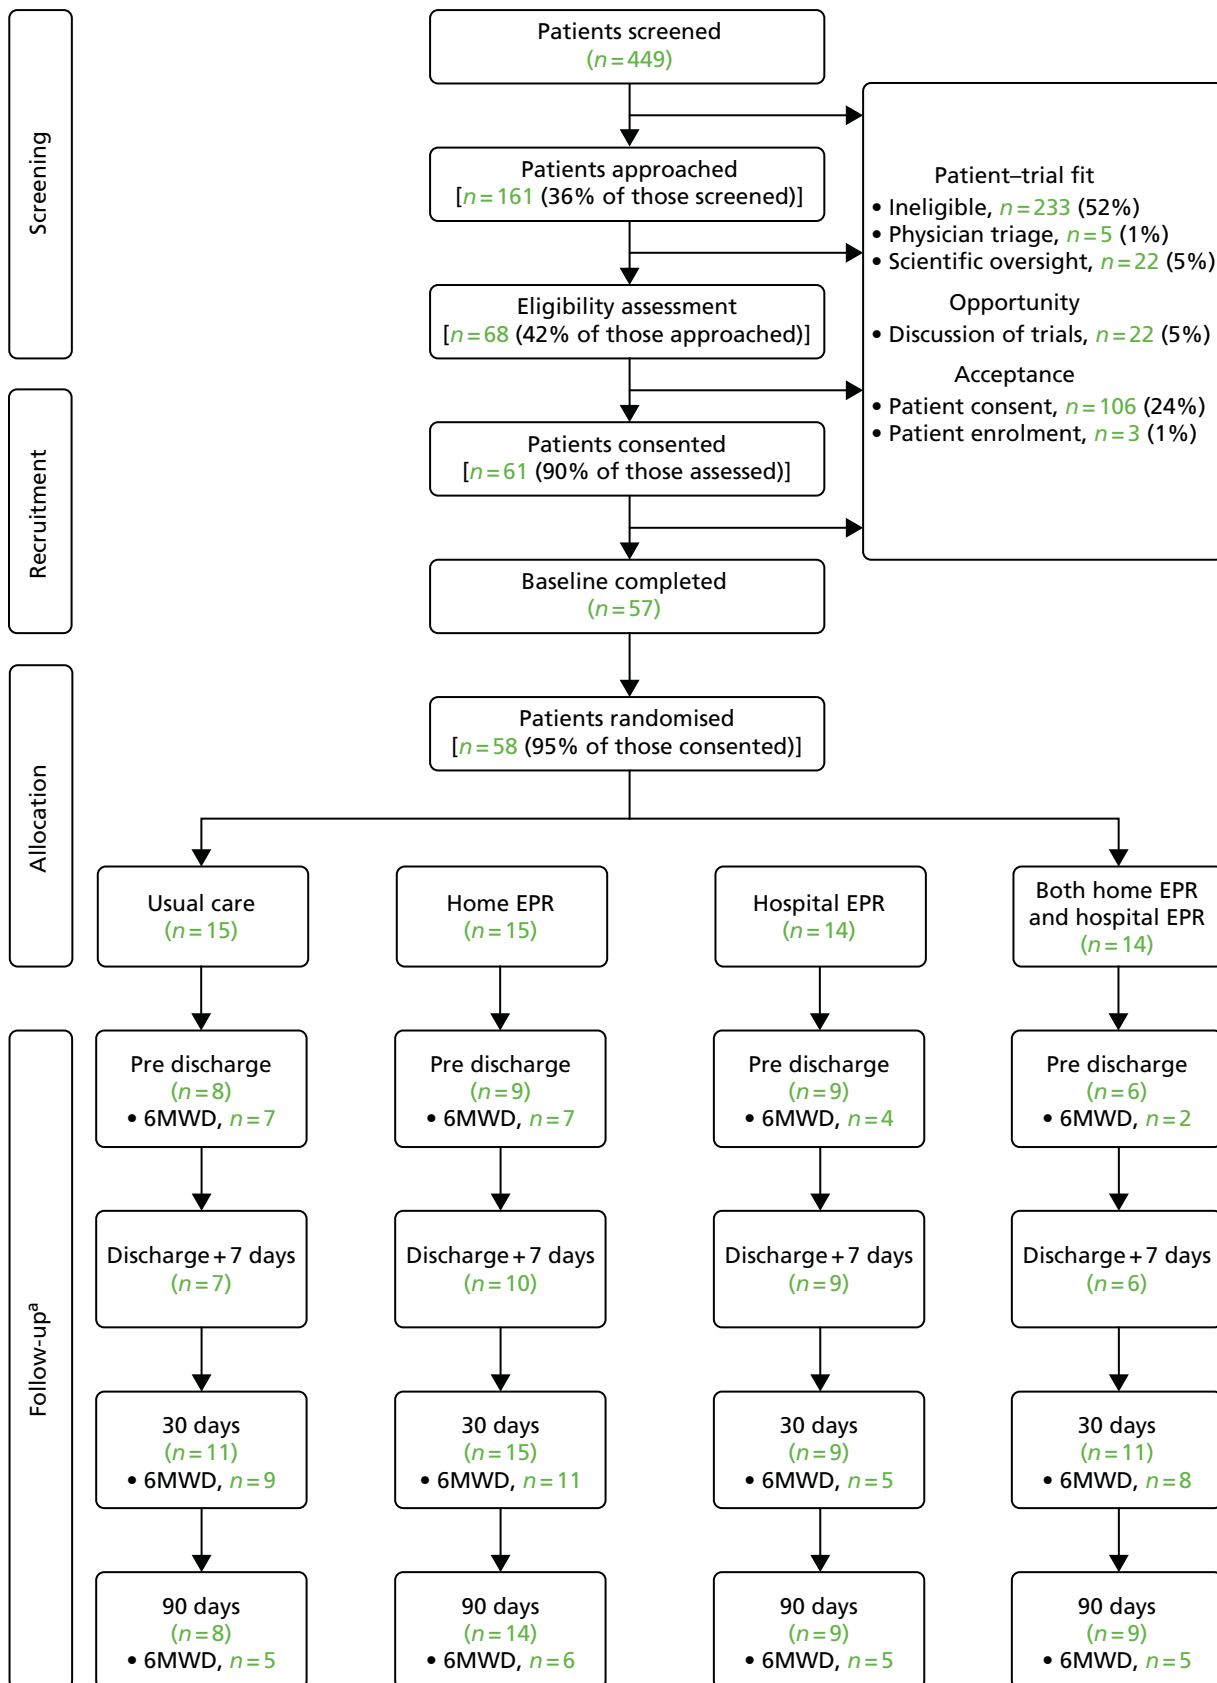 Screening
Patients screened
(n=449)
Patients approached
[n=161 (36% of those screened)]
Eligibility assessment
[n=68 (42% of those approached)]
Patient–trial fit
• Ineligible, n=233 (52%)
• Physician triage, n=5 (1%)
• Scientific oversight, n=22 (5%)
Opportunity
• Discussion of trials, n=22 (5%)
Acceptance
• Patient consent, n=106 (24%)
• Patient enrolment, n=3 (1%)
Recruitment
Patients consented
[n=61 (90% of those assessed)]
Baseline completed
(n=57)
Allocation
Patients randomised
[n=58 (95% of those consented)]
Usual care
(n=15)
Home EPR
(n=15)
Hospital EPR
(n=14)
Both home EPR
and hospital EPR
(n=14)
Follow-upa
Pre discharge
(n=8)
• 6MWD, n=7
Pre discharge
(n=9)
• 6MWD, n=7
Pre discharge
(n=9)
• 6MWD, n=4
Pre discharge
(n=6)
• 6MWD, n=2
Discharge+7 days
(n=7)
Discharge+7 days
(n=10)
Discharge+7 days
(n=9)
Discharge+7 days
(n=6)
30 days
(n=11)
• 6MWD, n=9
30 days
(n=15)
• 6MWD, n=11
30 days
(n=9)
• 6MWD, n=5
30 days
(n=11)
• 6MWD, n=8
90 days
(n=8)
• 6MWD, n=5
90 days
(n=14)
• 6MWD, n=6
90 days
(n=9)
• 6MWD, n=5
90 days
(n=9)
• 6MWD, n=5